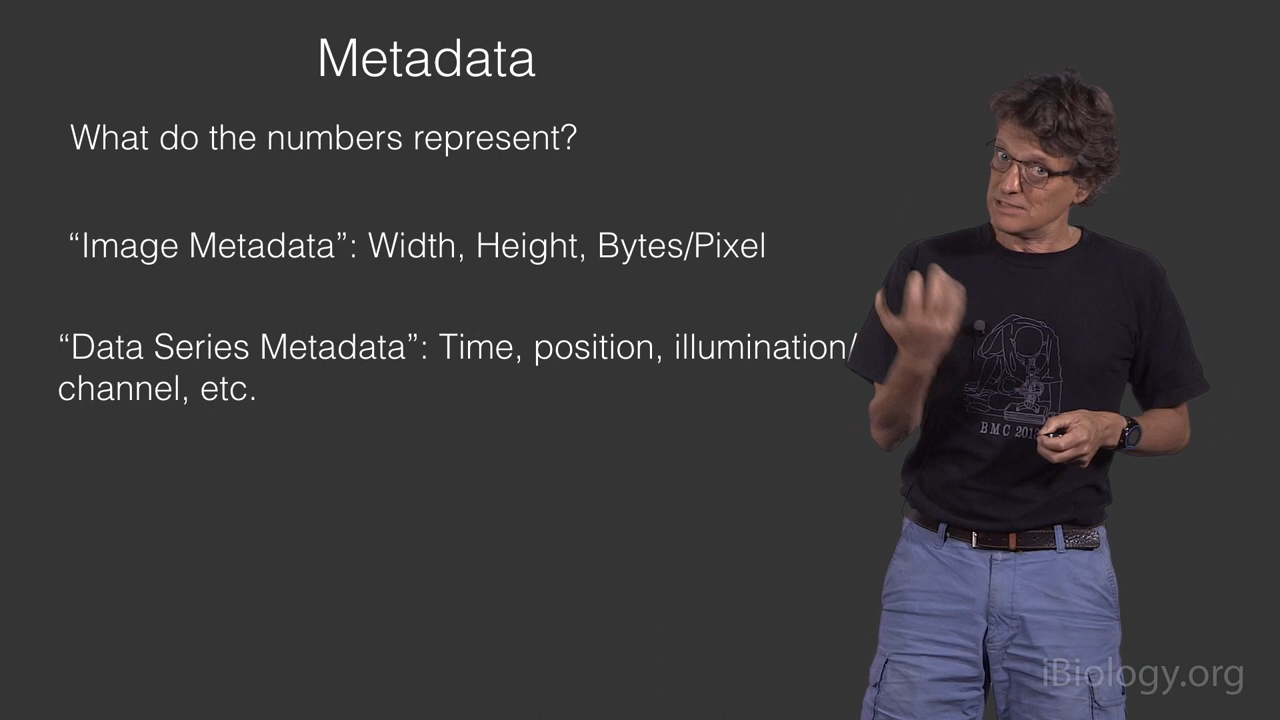 Metadata
What do the numbers represent?
“Image Metadata”: Width, Height, Bytes/Pixel
“Data Series Metadata”: Time, position, illumination/
channel, etc.
BMC
iBiology.org